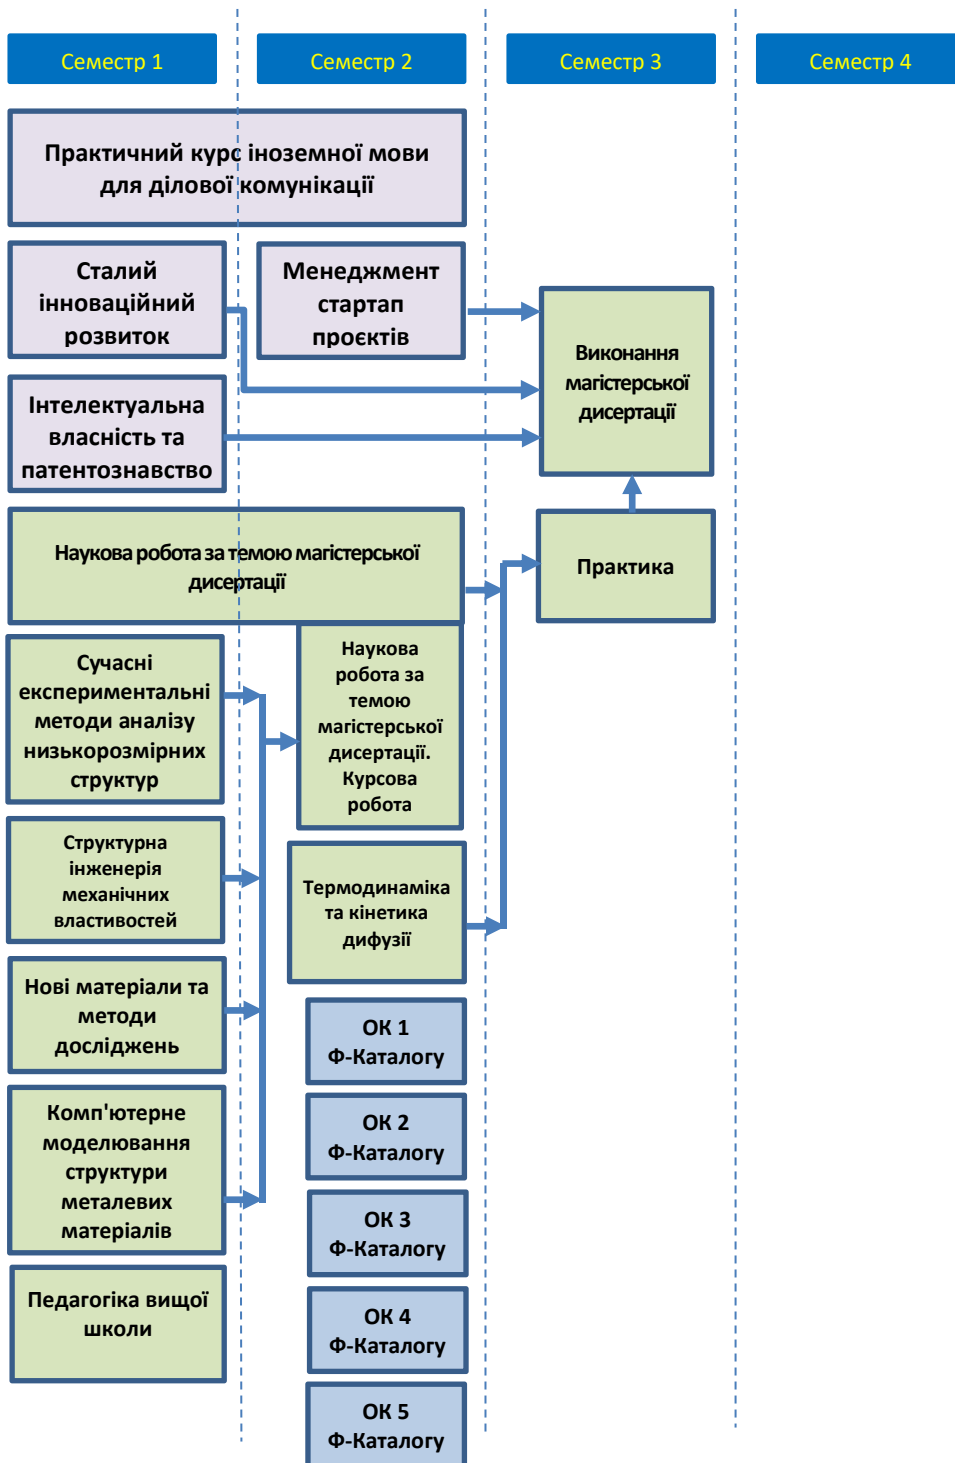 Семестр 1
Семестр 2
Семестр 3
Семестр 4
Практичний курс іноземної мови
для ділової комунікації
Сталий
інноваційний
розвиток
Менеджмент
стартап
проєктів
Виконання
магістерської
дисертації
Інтелектуальна
власність та
патентознавство
Наукова робота за темою магістерської
дисертації
Практика
Сучасні
експериментальні
методи аналізу
низькорозмірних
структур
Наукова
робота за
темою
магістерської
дисертації.
Курсова
робота
Структурна
інженерія
механічних
властивостей
Термодинаміка
та кінетика
дифузії
Нові матеріали та
методи
досліджень
ОК 1
Ф-Каталогу
Комп'ютерне
моделювання
структури
металевих
матеріалів
ОК 2
Ф-Каталогу
ОК 3
Ф-Каталогу
Педагогіка вищої
школи
ОК 4
Ф-Каталогу
ОК 5
Ф-Каталогу